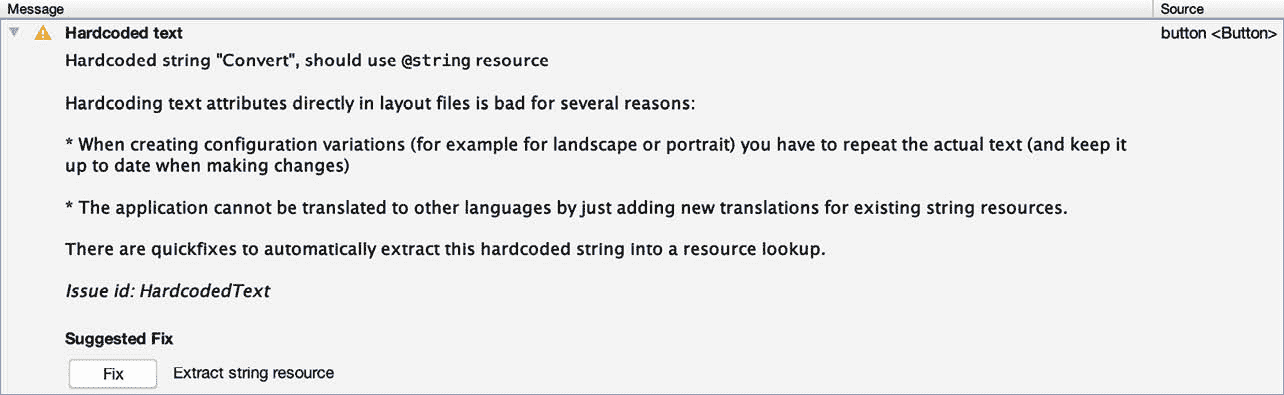 Message Source
Hardcoded text button <Button>
Hardcoded string "Convert", should use @string resource
Hardcoding text attributes directly in layout files is bad for several reasons:
* When creating configuration variations (for example for landscape or portrait) you have to repeat the actual text (and keep it
up to date when making changes)
* The application cannot be translated to other languages by just adding new translations for existing string resources.
There are quickfixes to automatically extract this hardcoded string into a resource lookup.
Issue id: HardcodedText
Suggested Fix
Fix Extract string resource